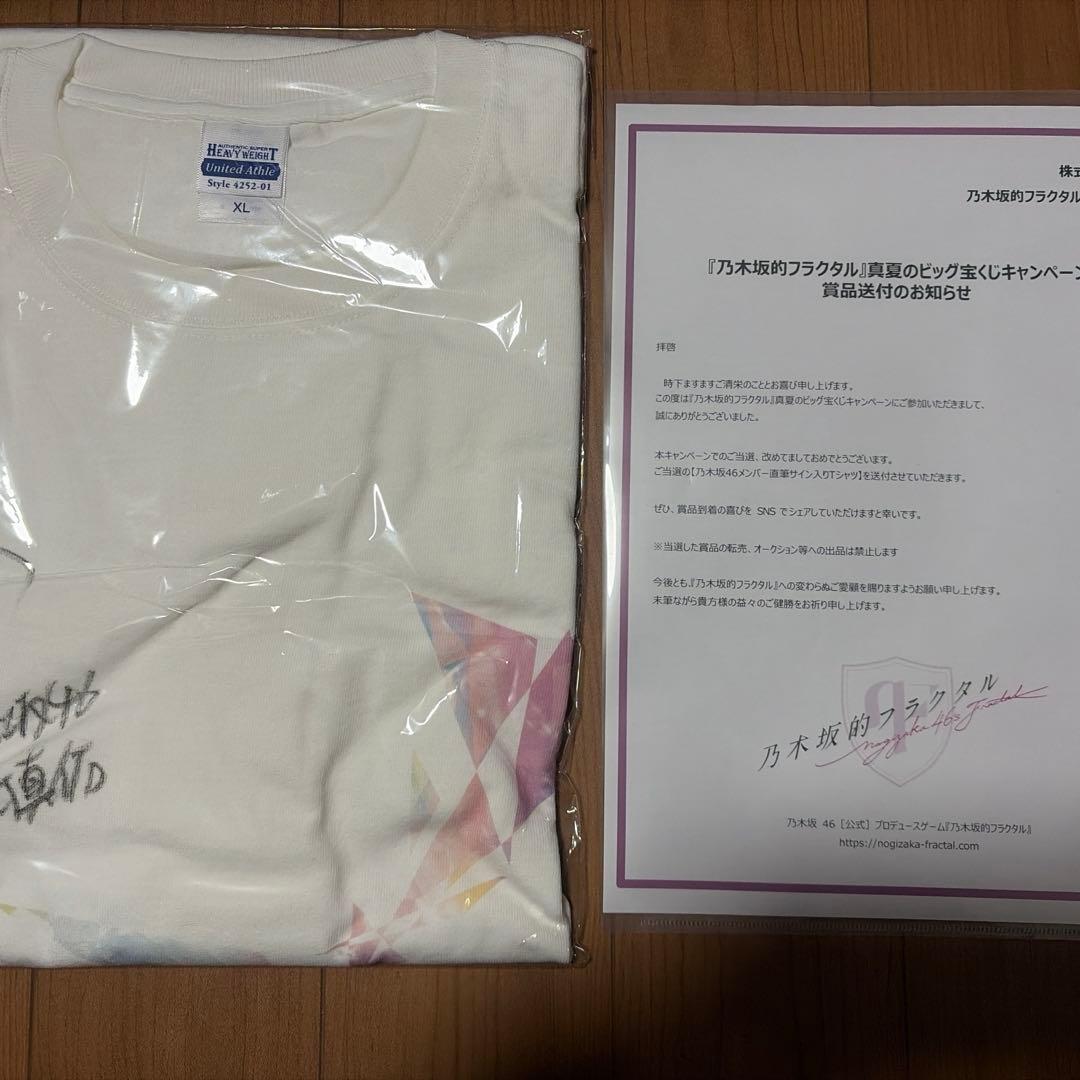 AUTHENTIC SUPER
HEAVY WEIGHT
United Athle
Style 4252-01
XL
株式
乃木坂的フラクタル
『乃木坂的フラクタル』真夏のビッグ宝くじキャンペーン
賞品送付のお知らせ
拝啓
時下ますますご清栄のこととお喜び申し上げます。
この度は『乃木坂的フラクタル』真夏のビッグ宝くじキャンペーンにご参加いただきまして、
誠にありがとうございました。
本キャンペーンでのご当選、改めてましておめでとうございます。
ご当選の【乃木坂46メンバー直筆サイン入りTシャツ】を送付させていただきます。
ぜひ、賞品到着の喜びを SNS でシェアしていただけますと幸いです。
※当選した賞品の転売、オークション等への出品は禁止します
今後とも、『乃木坂的フラクタル』への変わらぬご愛顧を賜りますようお願い申し上げます。
末筆ながら貴方様の益々のご健勝をお祈り申し上げます。
乃木坂的フラクタル
nogizaka 46's fractal
乃木坂 46［公式］プロデュースゲーム『乃木坂的フラクタル』
https://nogizaka-fractal.com